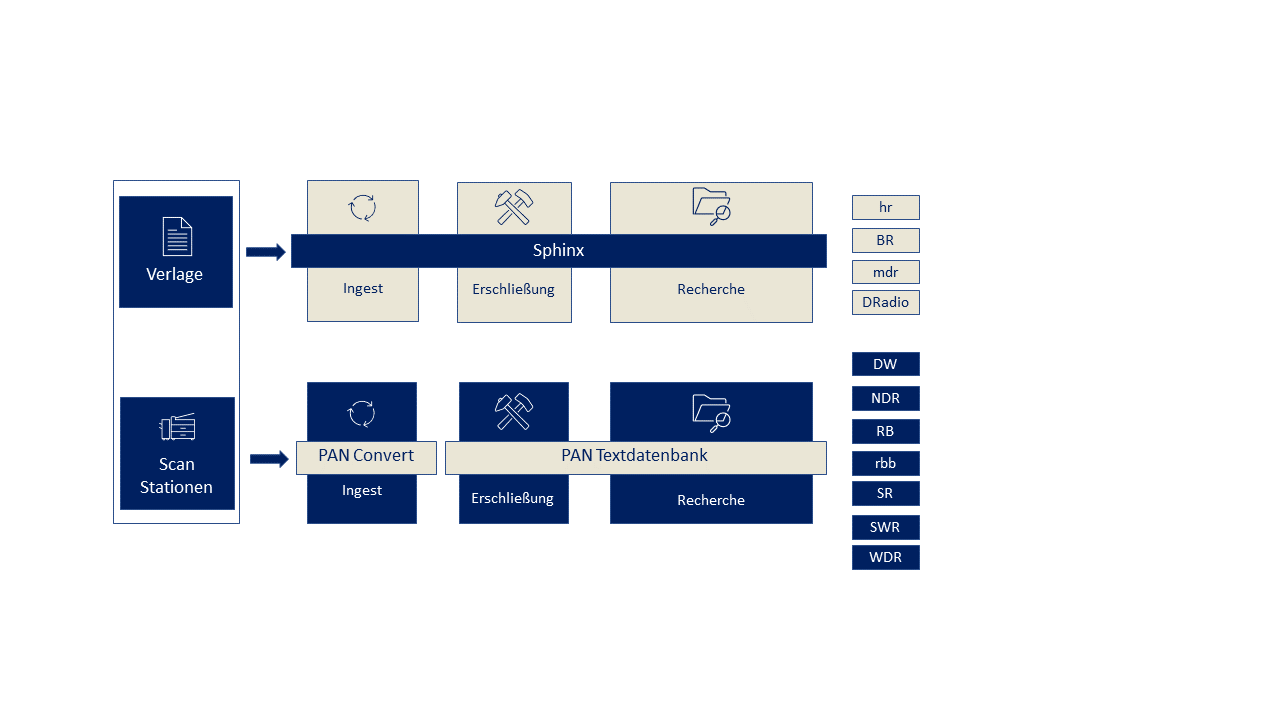 Verlage
Sphinx
Ingest
Erschließung
Recherche
hr
BR
mdr
DRadio
Scan
Stationen
PAN Convert
PAN Textdatenbank
Ingest
Erschließung
Recherche
DW
NDR
RB
rbb
SR
SWR
WDR